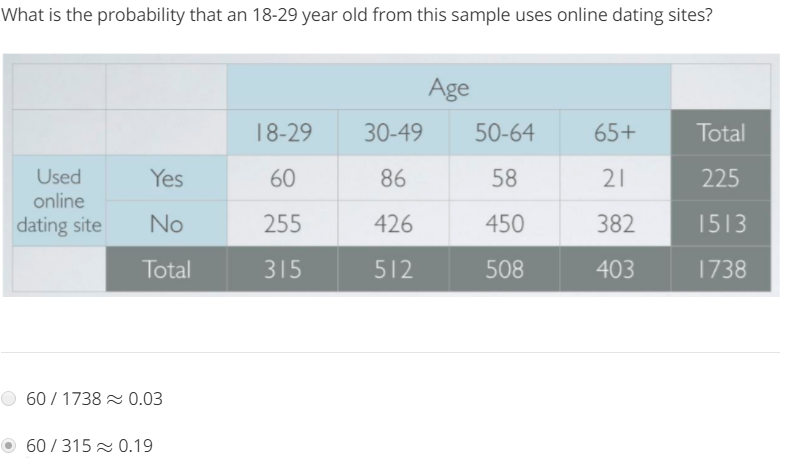 What is the probability that an 18-29 year old from this sample uses online dating sites?
Age
18-29 30-49 50-64 65+ Total
Used online dating site Yes 60 86 58 21 225
No 255 426 450 382 1513
Total 315 512 508 403 1738
60 / 1738 ≈ 0.03
60 / 315 ≈ 0.19